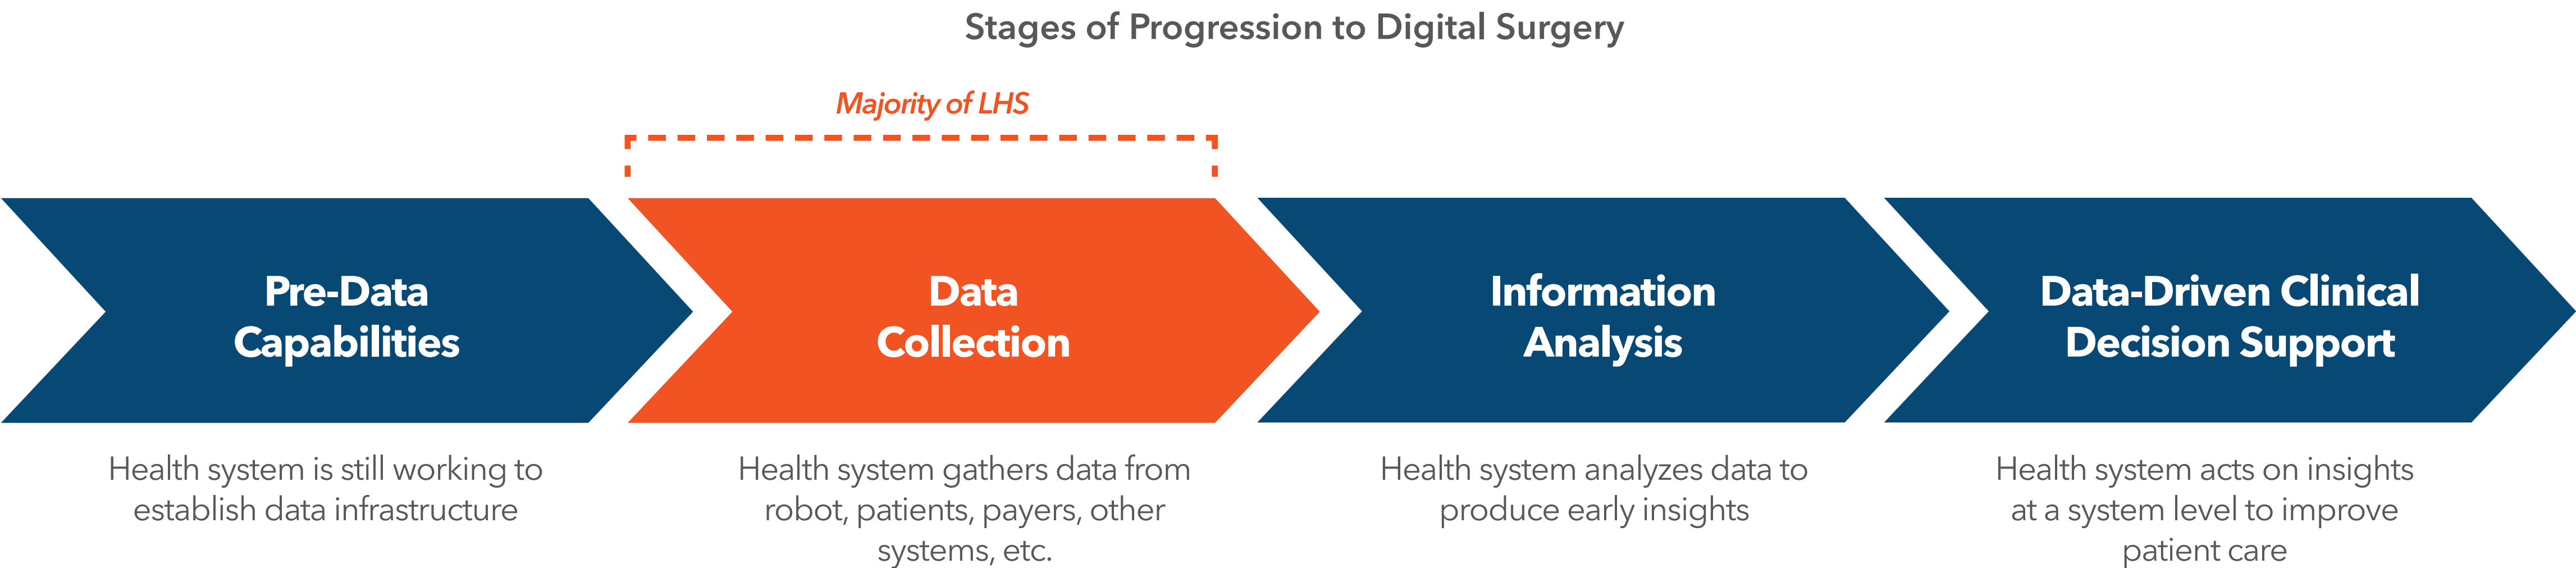 Stages of Progression to Digital Surgery
Majority of LHS
Pre-Data
Capabilities
Data
Collection
Information
Analysis
Data-Driven Clinical
Decision Support
Health system is still working to
establish data infrastructure
Health system gathers data from
robot, patients, payers, other
systems, etc.
Health system analyzes data to
produce early insights
Health system acts on insights
at a system level to improve
patient care